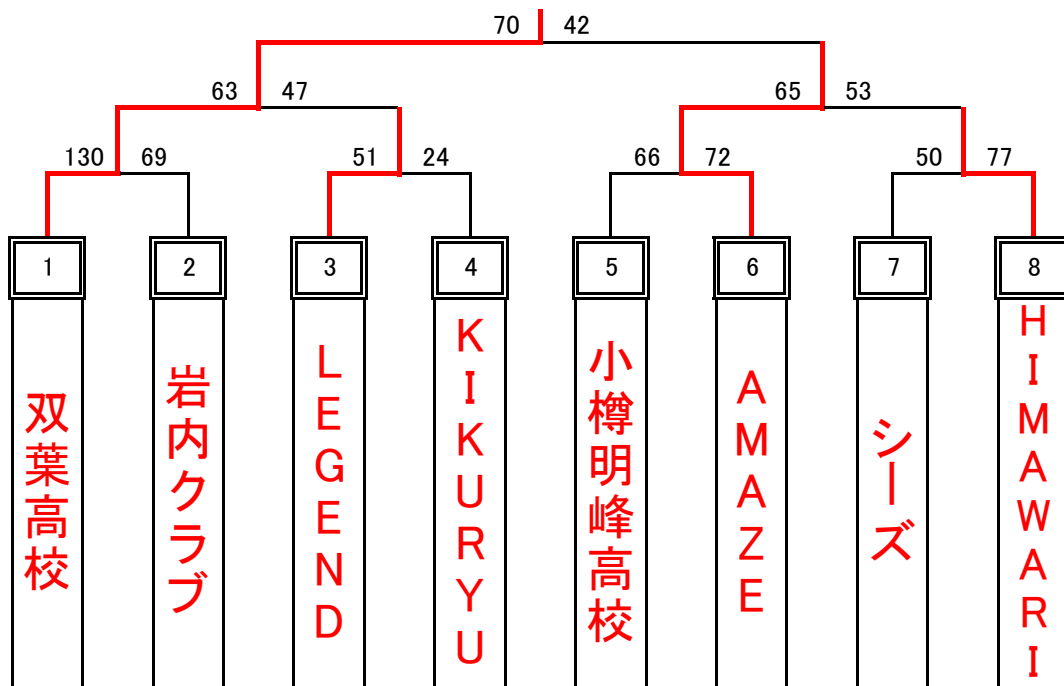 70 42
63 47
65 53
130 69
51 24
66 72
50 77
1
2
3
4
5
6
7
8
双葉高校
岩内クラブ
LEGEND
KIKURYU
小樽明峰高校
AMAZE
シーズ
HIMAWARI